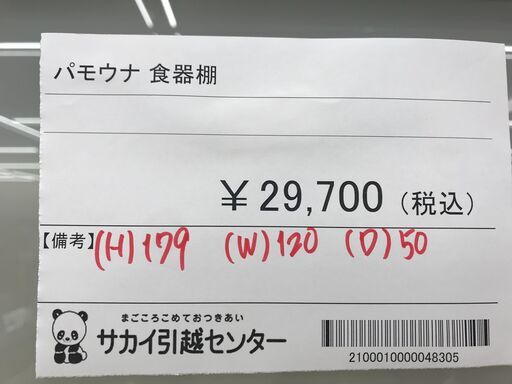 パモウナ 食器棚
￥29,700（税込）
【備考】(H)179 (W)120 (D)50
まごころこめておつきあい
サカイ引越センター
2100010000048305